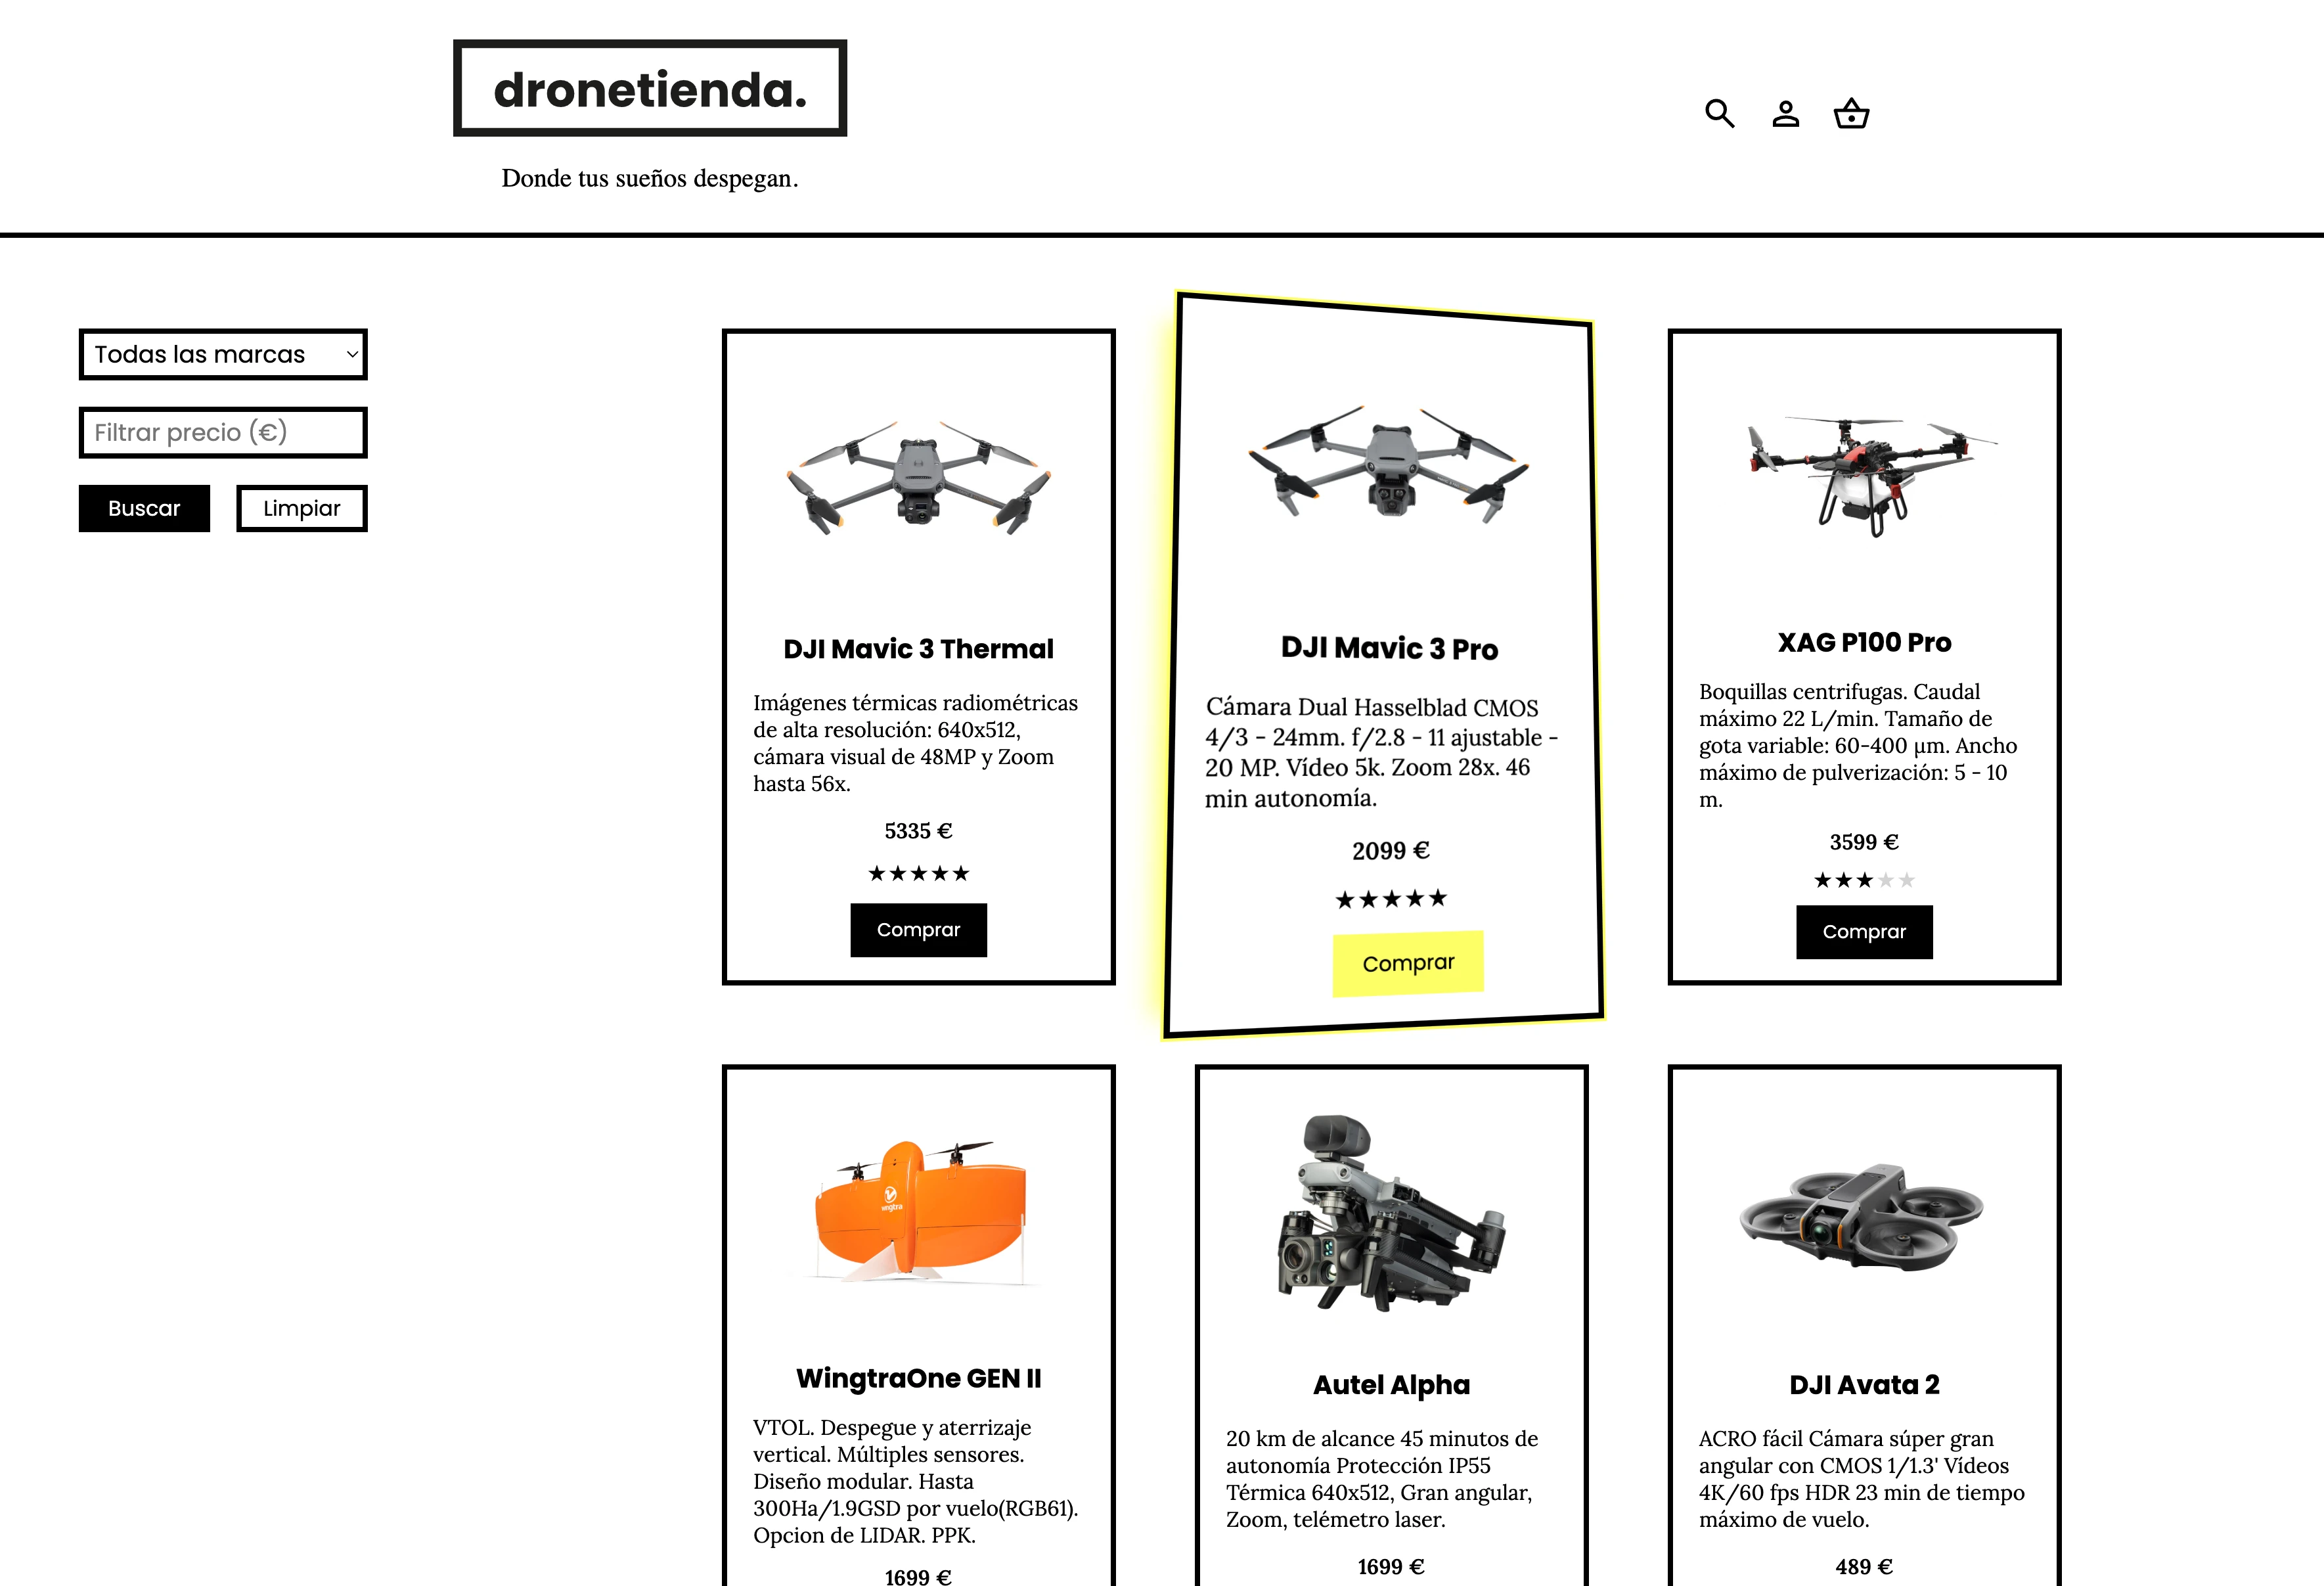 dronetienda.
Donde tus sueños despegan.
Todas las marcas
Filtrar precio (€)
Buscar
Limpiar
DJI Mavic 3 Thermal
Imágenes térmicas radiométricas
de alta resolución: 640x512,
cámara visual de 48MP y Zoom
hasta 56x.
5335 €
★★★★★
Comprar
DJI Mavic 3 Pro
Cámara Dual Hasselblad CMOS
4/3 - 24mm. f/2.8 - 11 ajustable -
20 MP. Vídeo 5k. Zoom 28x. 46
min autonomía.
2099 €
★★★★★
Comprar
XAG P100 Pro
Boquillas centrifugas. Caudal
máximo 22 L/min. Tamaño de
gota variable: 60-400 μm. Ancho
máximo de pulverización: 5 - 10
m.
3599 €
★★★★★
Comprar
wingtra
WingtraOne GEN II
VTOL. Despegue y aterrizaje
vertical. Múltiples sensores.
Diseño modular. Hasta
300Ha/1.9GSD por vuelo(RGB61).
Opcion de LIDAR. PPK.
1699 €
Autel Alpha
20 km de alcance 45 minutos de
autonomía Protección IP55
Térmica 640x512, Gran angular,
Zoom, telémetro laser.
1699 €
DJI Avata 2
ACRO fácil Cámara súper gran
angular con CMOS 1/1.3' Vídeos
4K/60 fps HDR 23 min de tiempo
máximo de vuelo.
489 €